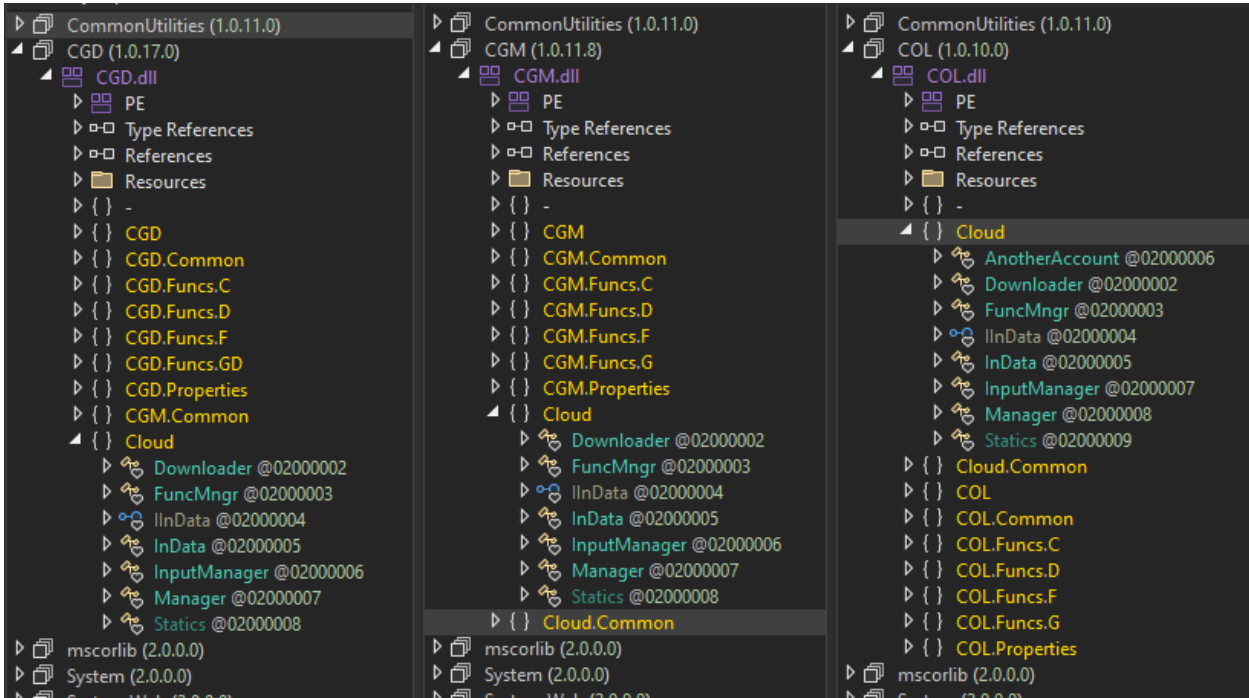 CommonUtilities (1.0.11.0)
CGD (1.0.17.0)
CGD.dll
PE
Type References
References
Resources
{ } -
{ } CGD
{ } CGD.Common
{ } CGD.Funcs.C
{ } CGD.Funcs.D
{ } CGD.Funcs.F
{ } CGD.Funcs.GD
{ } CGD.Properties
{ } CGM.Common
{ } Cloud
Downloader @02000002
FuncMngr @02000003
IInData @02000004
InData @02000005
InputManager @02000006
Manager @02000007
Statics @02000008
mscorlib (2.0.0.0)
System (2.0.0.0)
CommonUtilities (1.0.11.0)
CGM (1.0.11.8)
CGM.dll
PE
Type References
References
Resources
{ } -
{ } CGM
{ } CGM.Common
{ } CGM.Funcs.C
{ } CGM.Funcs.D
{ } CGM.Funcs.F
{ } CGM.Funcs.G
{ } CGM.Properties
{ } Cloud
Downloader @02000002
FuncMngr @02000003
IInData @02000004
InData @02000005
InputManager @02000006
Manager @02000007
Statics @02000008
{ } Cloud.Common
mscorlib (2.0.0.0)
System (2.0.0.0)
CommonUtilities (1.0.11.0)
COL (1.0.10.0)
COL.dll
PE
Type References
References
Resources
{ } -
{ } Cloud
AnotherAccount @02000006
Downloader @02000002
FuncMngr @02000003
IInData @02000004
InData @02000005
InputManager @02000007
Manager @02000008
Statics @02000009
{ } Cloud.Common
{ } COL
{ } COL.Common
{ } COL.Funcs.C
{ } COL.Funcs.D
{ } COL.Funcs.F
{ } COL.Funcs.G
{ } COL.Properties
mscorlib (2.0.0.0)